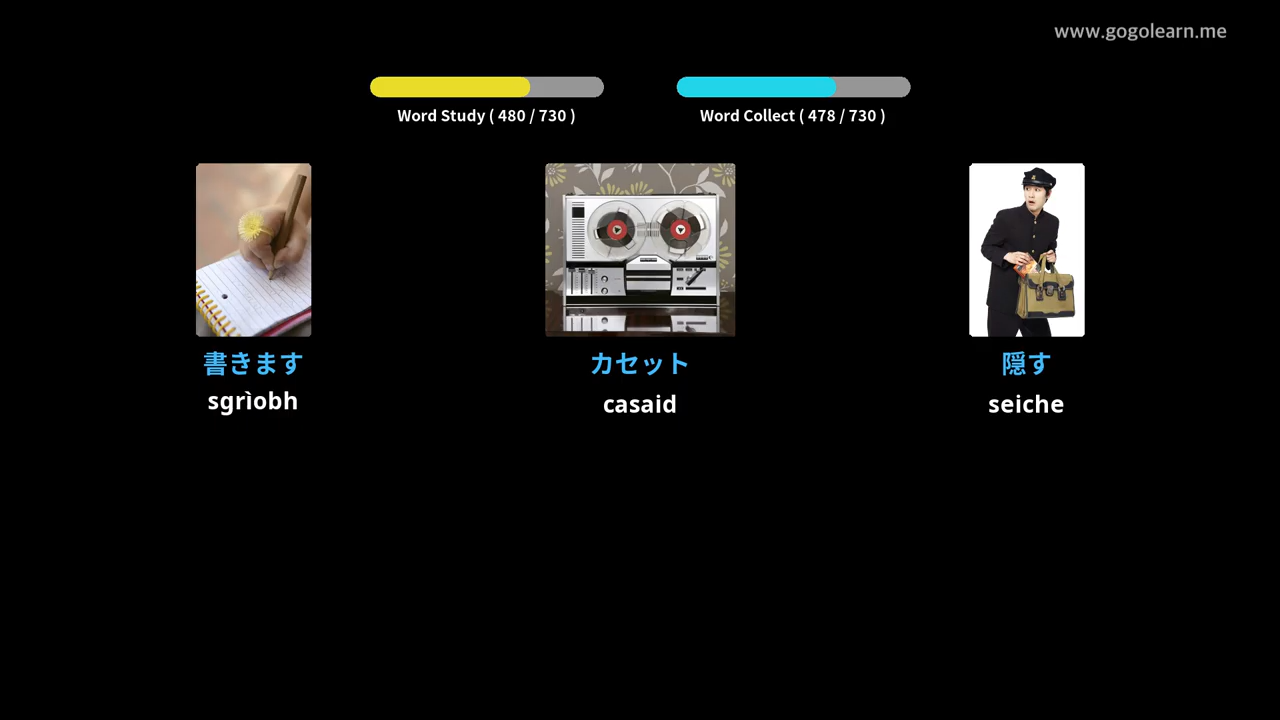 www.gogolearn.me
Word Study ( 480 / 730 )
Word Collect ( 478 / 730 )
書きます
sgrìobh
カセット
casaid
隠す
seiche